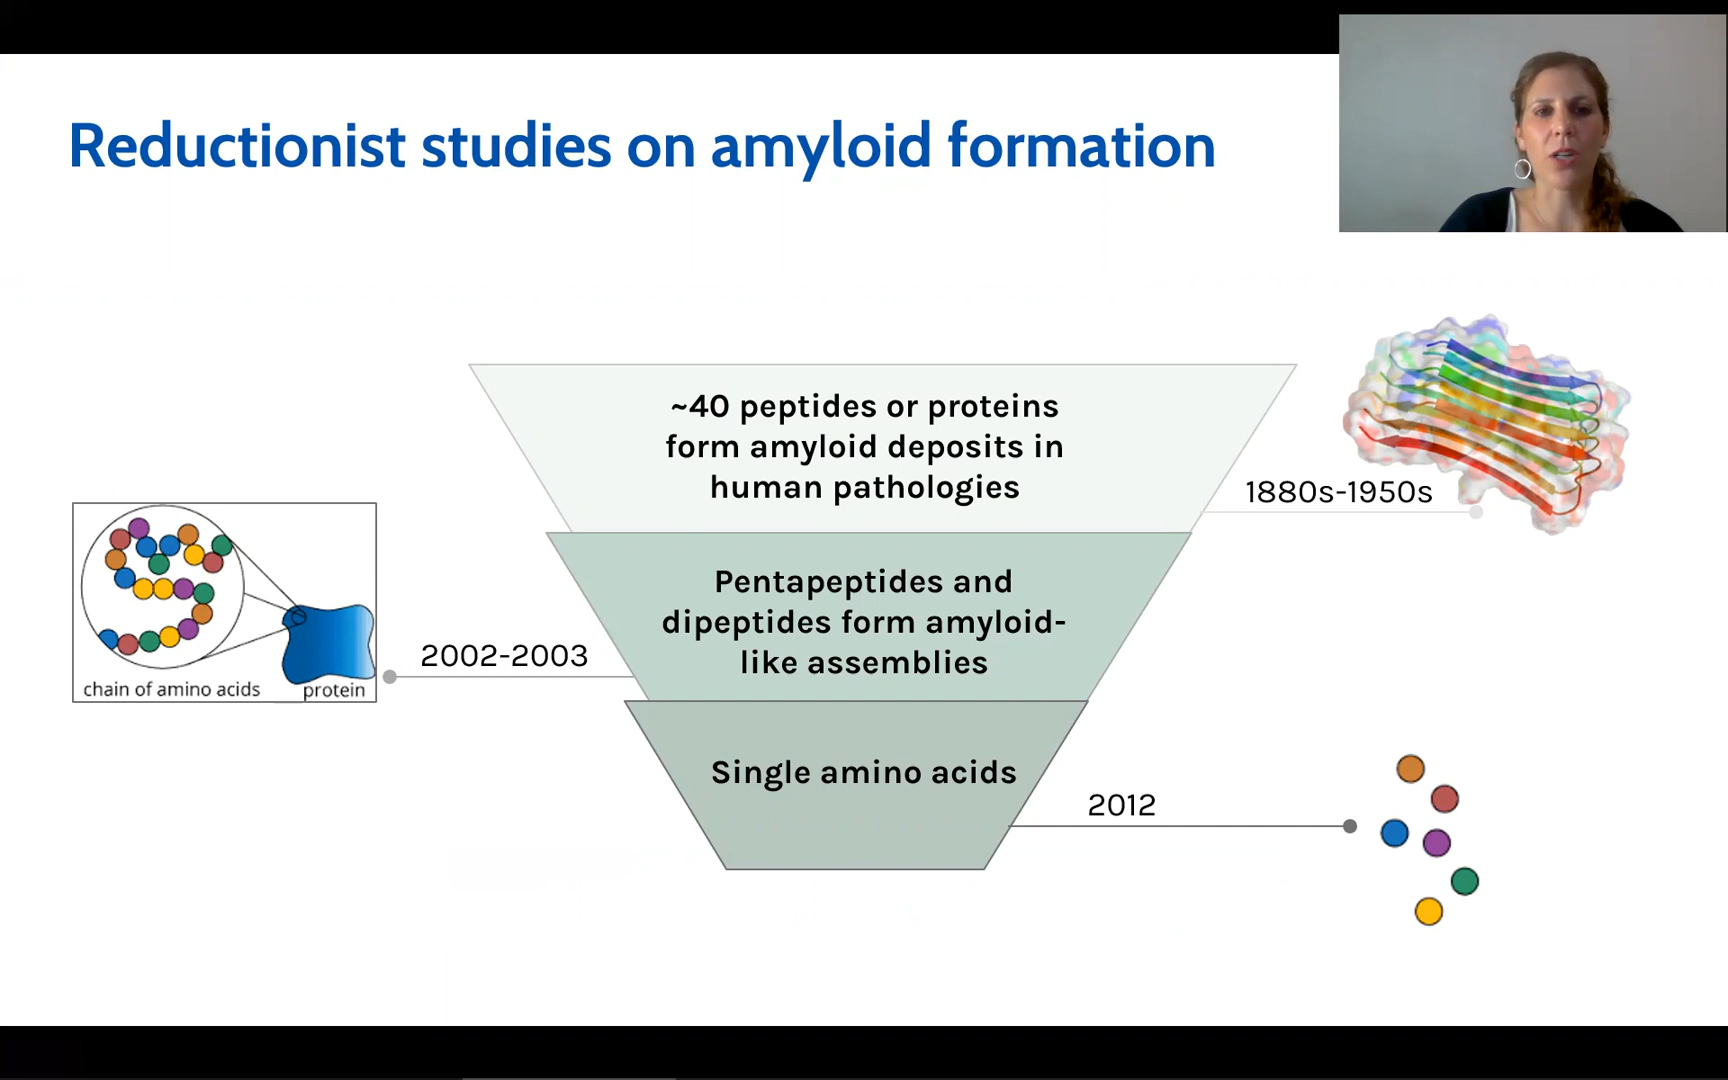 Reductionist studies on amyloid formation
~40 peptides or proteins
form amyloid deposits in
human pathologies
1880s-1950s
Pentapeptides and
dipeptides form amyloid-
like assemblies
2002-2003
chain of amino acids
protein
Single amino acids
2012